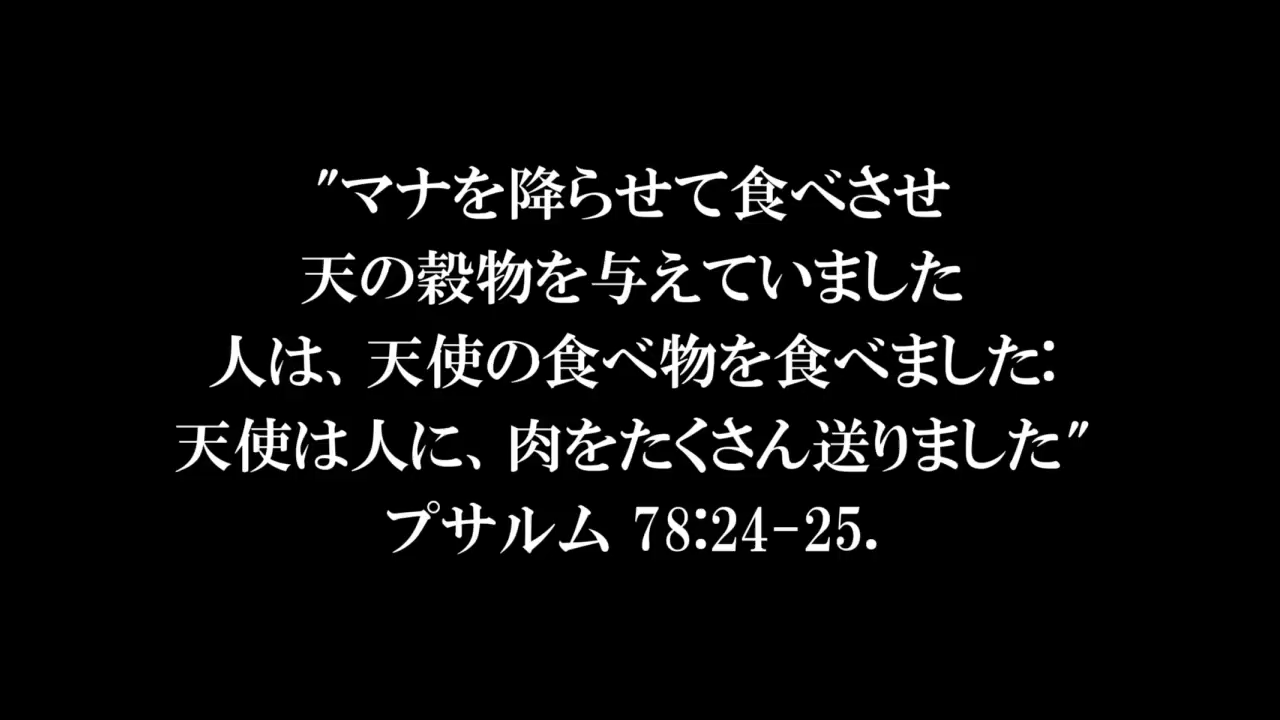 "マナを降らせて食べさせ
天の穀物を与えていました
人は、天使の食べ物を食べました:
天使は人に、肉をたくさん送りました"
プサルム 78:24-25.